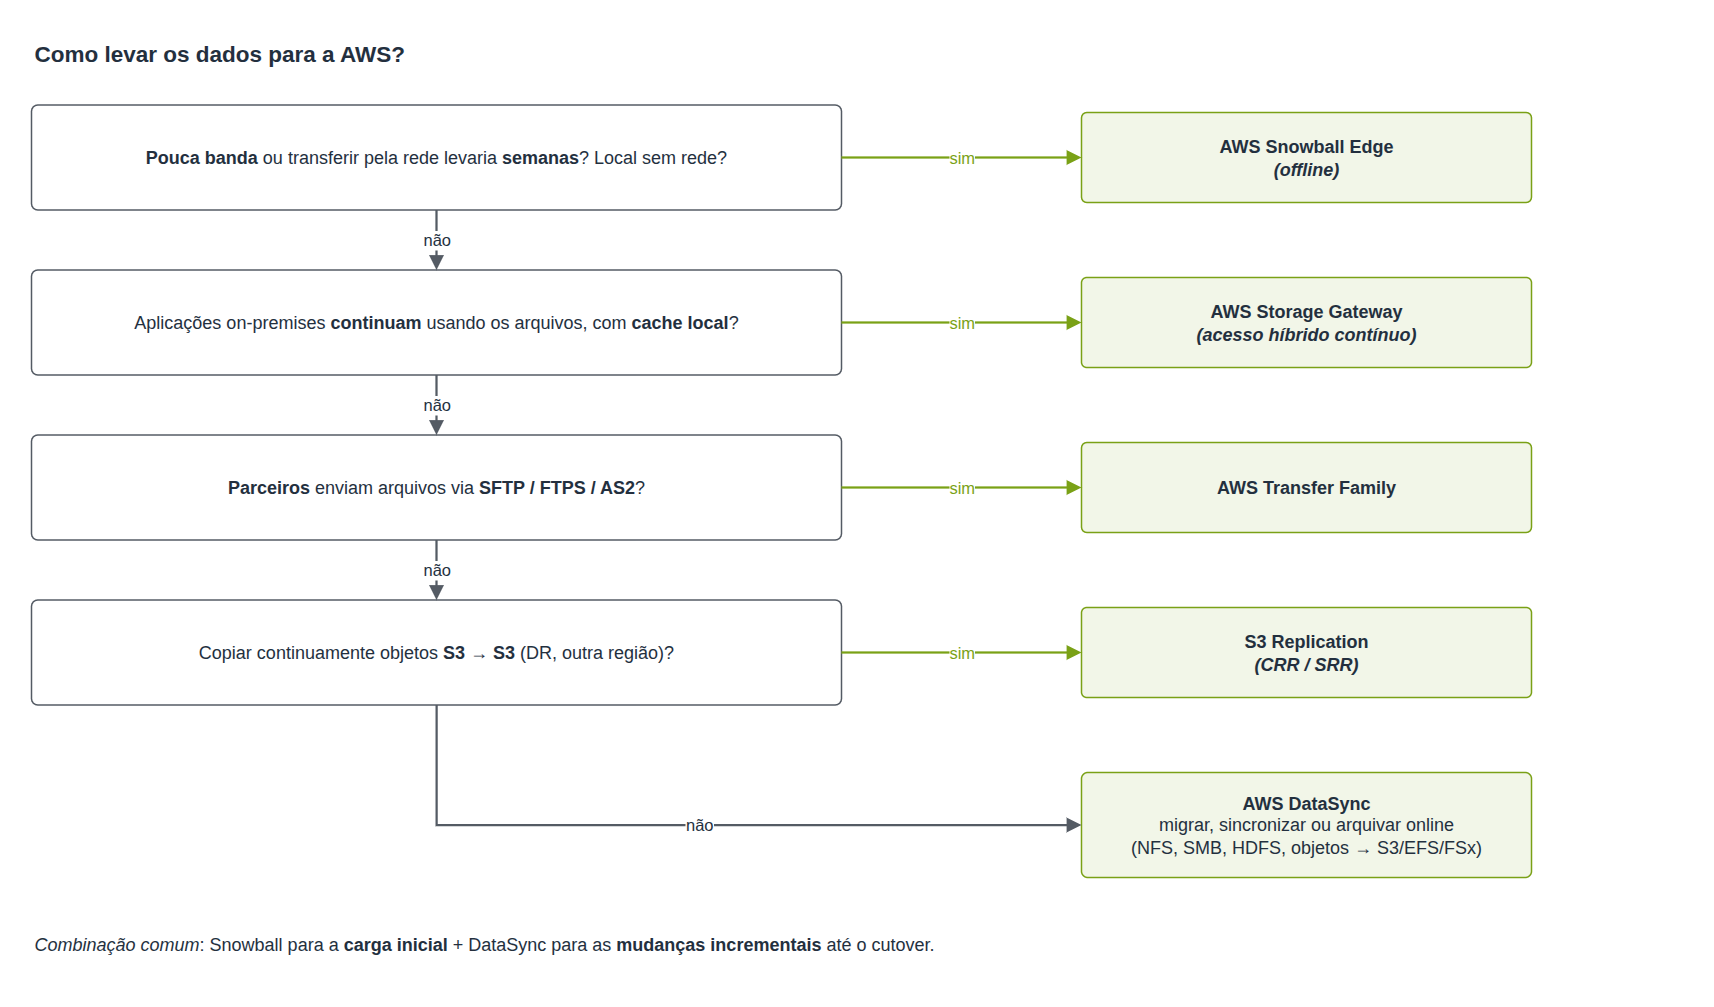 Como levar os dados para a AWS?
Pouca banda ou transferir pela rede levaria semanas? Local sem rede?
sim
AWS Snowball Edge
(offline)
não
Aplicações on-premises continuam usando os arquivos, com cache local?
sim
AWS Storage Gateway
(acesso híbrido contínuo)
não
Parceiros enviam arquivos via SFTP / FTPS / AS2?
sim
AWS Transfer Family
não
Copiar continuamente objetos S3 → S3 (DR, outra região)?
sim
S3 Replication
(CRR / SRR)
não
AWS DataSync
migrar, sincronizar ou arquivar online
(NFS, SMB, HDFS, objetos → S3/EFS/FSx)
Combinação comum: Snowball para a carga inicial + DataSync para as mudanças incrementais até o cutover.